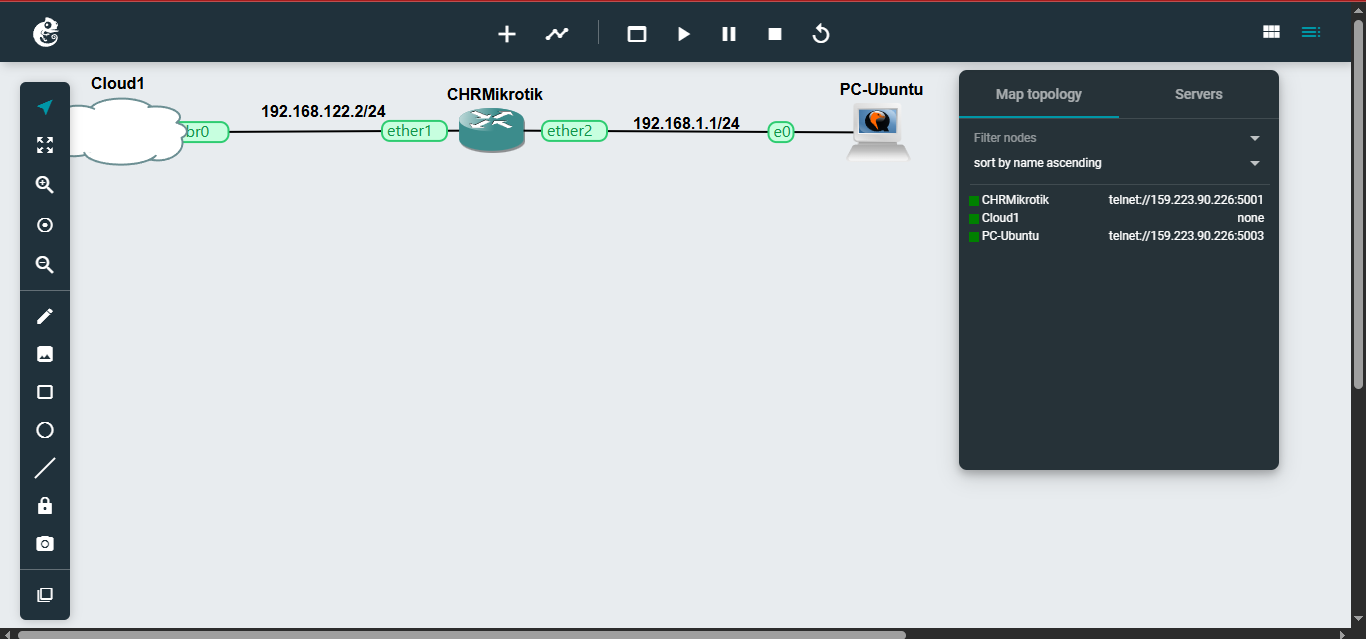 Cloud1
br0
192.168.122.2/24
ether1
CHRMikrotik
ether2
192.168.1.1/24
e0
PC-Ubuntu
Map topology
Servers
Filter nodes
sort by name ascending
CHRMikrotik telnet://159.223.90.226:5001
Cloud1 none
PC-Ubuntu telnet://159.223.90.226:5003